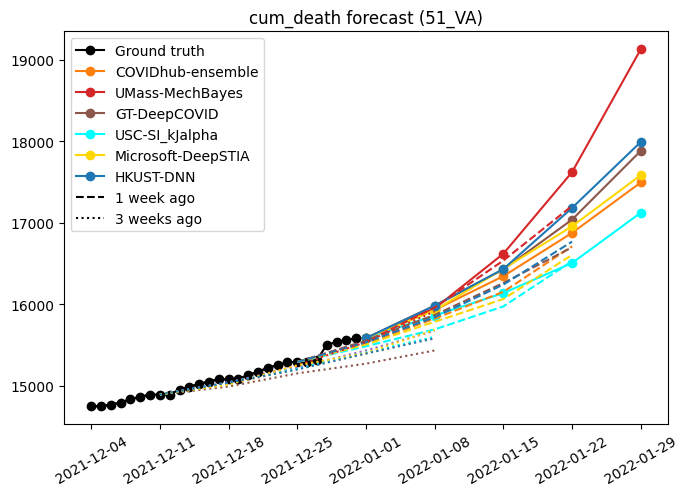 cum_death forecast (51_VA)
Ground truth
COVIDhub-ensemble
UMass-MechBayes
GT-DeepCOVID
USC-SI_kJalpha
Microsoft-DeepSTIA
HKUST-DNN
1 week ago
3 weeks ago
19000
18000
17000
16000
15000
2021-12-04
2021-12-11
2021-12-18
2021-12-25
2022-01-01
2022-01-08
2022-01-15
2022-01-22
2022-01-29